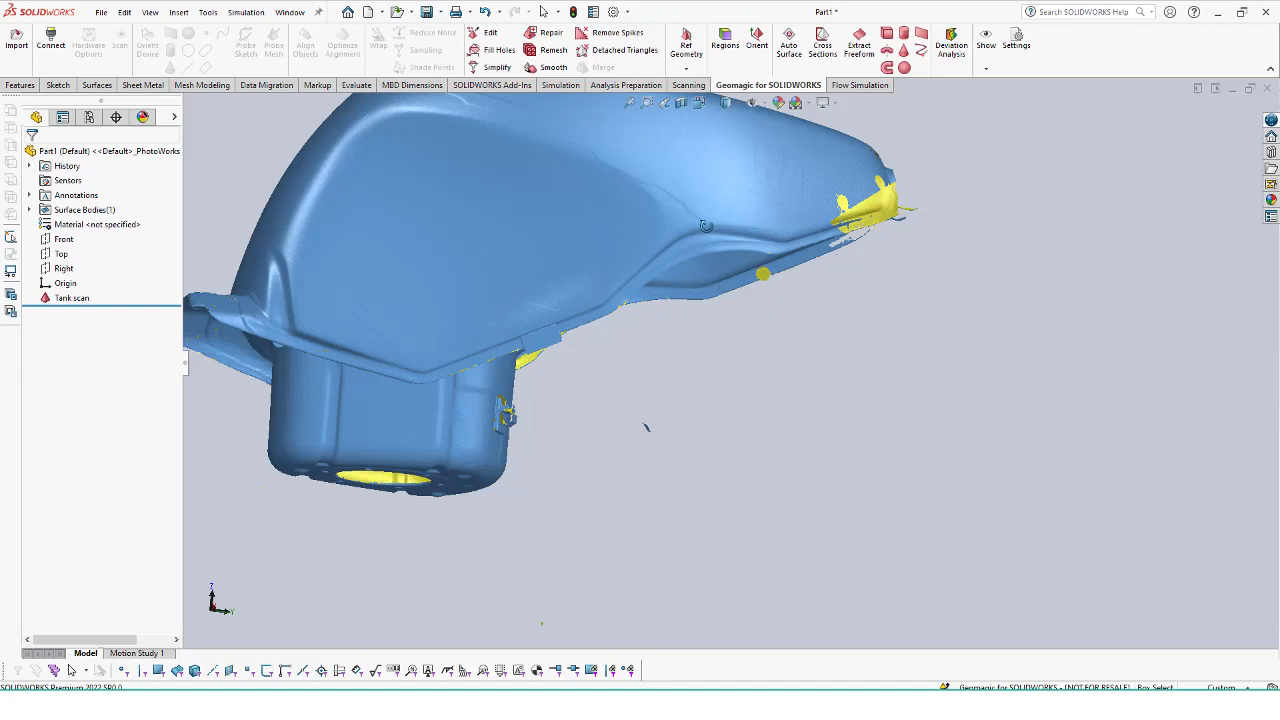 SOLIDWORKS File Edit View Insert Tools Simulation Window Part1 * Search SOLIDWORKS Help
Import Connect Hardware Options Scan Orient Device Probe Sketch Probe Mesh Align Objects Optimize Alignment Wrap Reduce Noise Sampling Shade Points Edit Fill Holes Simplify Repair Remesh Smooth Remove Spikes Detached Triangles Merge Ref Geometry Regions Orient Auto Surface Cross Sections Extract Freeform Deviation Analysis Show Settings
Features Sketch Surfaces Sheet Metal Mesh Modeling Data Migration Markup Evaluate MBD Dimensions SOLIDWORKS Add-Ins Simulation Analysis Preparation Scanning Geomagic for SOLIDWORKS Flow Simulation
Part1 (Default) <<Default>_PhotoWorks
History
Sensors
Annotations
Surface Bodies(1)
Material <not specified>
Front
Top
Right
Origin
Tank scan
Z
Y
Model Motion Study 1
SOLIDWORKS Premium 2022 SP0.0 Geomagic for SOLIDWORKS - [NOT FOR RESALE] Box Select Custom